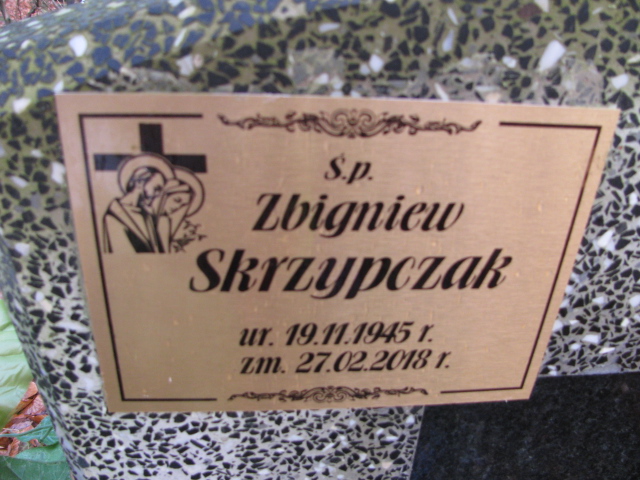 Ś.p.
Zbigniew
Skrzypczak
ur. 19.11.1945 r.
zm. 27.02.2018 r.